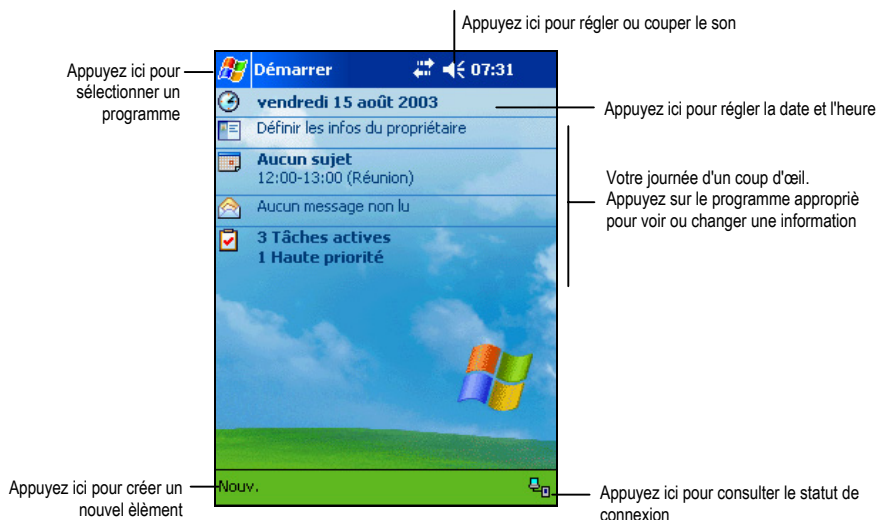 Appuyez ici pour régler ou couper le son
Appuyez ici pour
sélectionner un
programme
Démarrer 07:31
vendredi 15 août 2003
Appuyez ici pour régler la date et l'heure
Définir les infos du propriétaire
Aucun sujet
12:00-13:00 (Réunion)
Aucun message non lu
3 Tâches actives
1 Haute priorité
Votre journée d'un coup d'œil.
Appuyez sur le programme appropriè
pour voir ou changer une information
Appuyez ici pour créer un
nouvel èlèment
Nouv.
Appuyez ici pour consulter le statut de
connexion